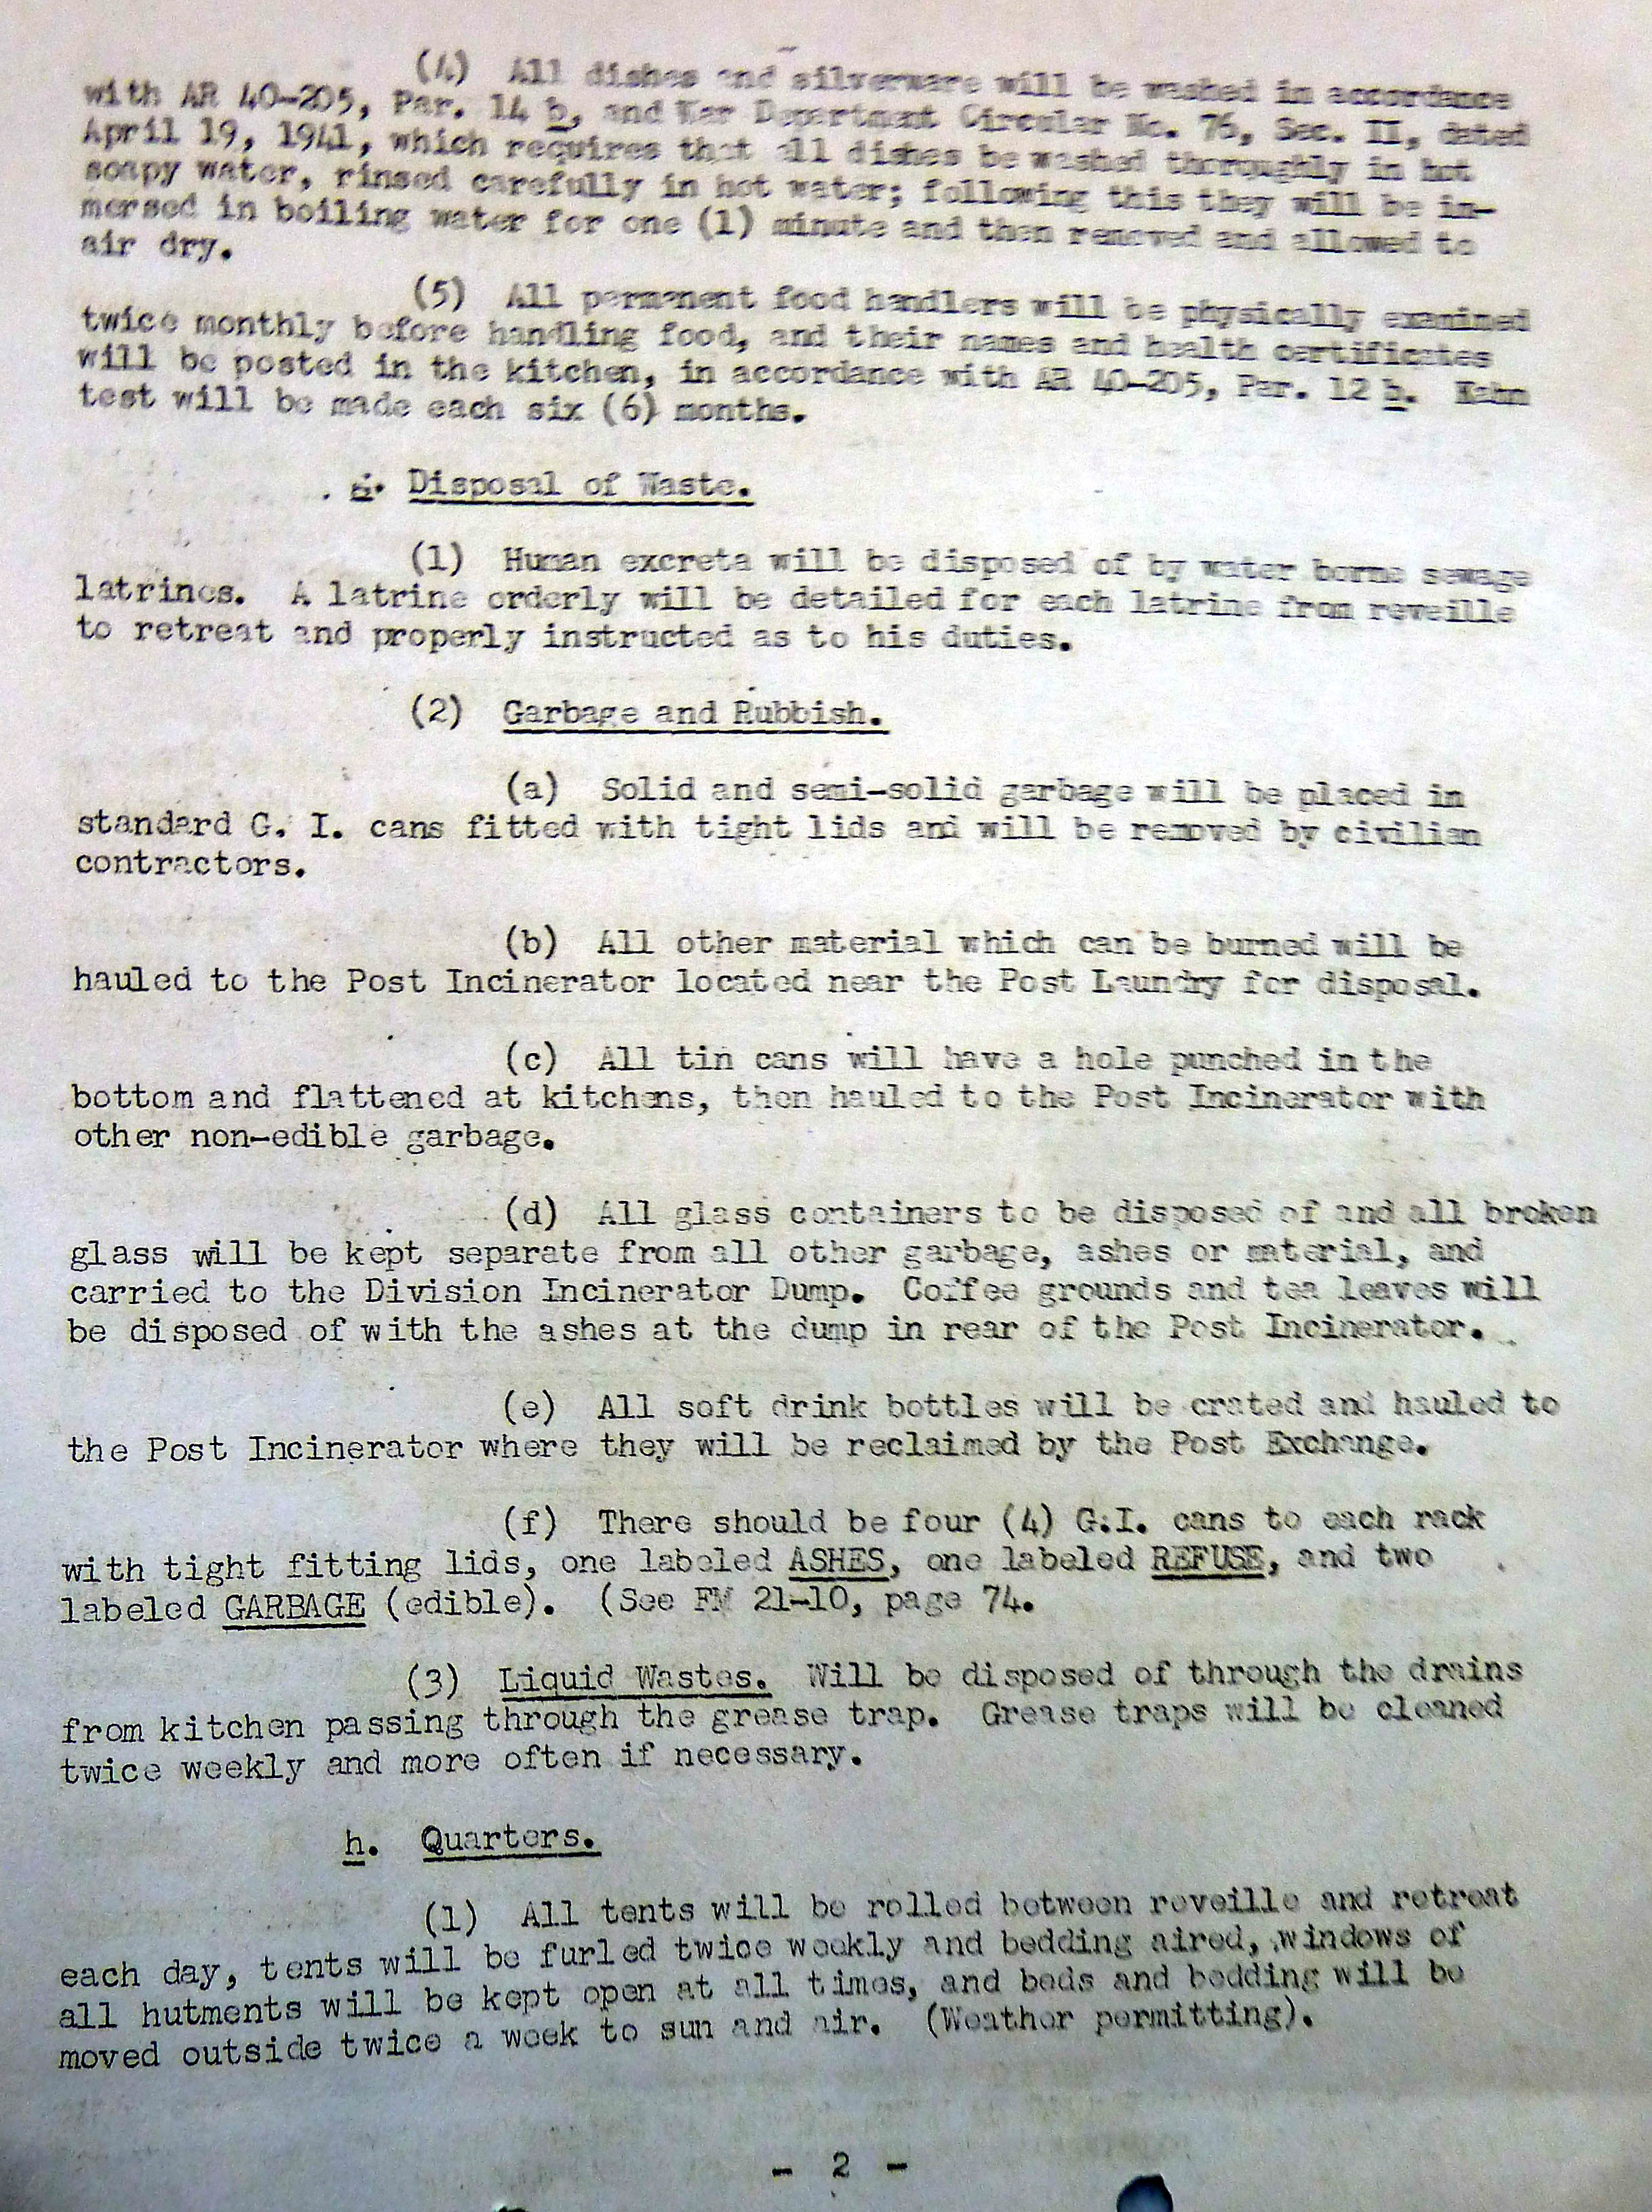 (4) All dishes and silverware will be washed in accordance
with AR 40-205, Par. 14 b, and War Department Circular No. 76, Sec. II, dated
April 19, 1941, which requires that all dishes be washed thoroughly in hot
soapy water, rinsed carefully in hot water; following this they will be im-
mersed in boiling water for one (1) minute and then removed and allowed to
air dry.
(5) All permanent food handlers will be physically examined
twice monthly before handling food, and their names and health certificates
will be posted in the kitchen, in accordance with AR 40-205, Par. 12 b. Kahn
test will be made each six (6) months.
g. Disposal of Waste.
(1) Human excreta will be disposed of by water borne sewage
latrines. A latrine orderly will be detailed for each latrine from reveille
to retreat and properly instructed as to his duties.
(2) Garbage and Rubbish.
(a) Solid and semi-solid garbage will be placed in
standard G. I. cans fitted with tight lids and will be removed by civilian
contractors.
(b) All other material which can be burned will be
hauled to the Post Incinerator located near the Post Laundry for disposal.
(c) All tin cans will have a hole punched in the
bottom and flattened at kitchens, then hauled to the Post Incinerator with
other non-edible garbage.
(d) All glass containers to be disposed of and all broken
glass will be kept separate from all other garbage, ashes or material, and
carried to the Division Incinerator Dump. Coffee grounds and tea leaves will
be disposed of with the ashes at the dump in rear of the Post Incinerator.
(e) All soft drink bottles will be crated and hauled to
the Post Incinerator where they will be reclaimed by the Post Exchange.
(f) There should be four (4) G.I. cans to each rack
with tight fitting lids, one labeled ASHES, one labeled REFUSE, and two
labeled GARBAGE (edible). (See FM 21-10, page 74.
(3) Liquid Wastes. Will be disposed of through the drains
from kitchen passing through the grease trap. Grease traps will be cleaned
twice weekly and more often if necessary.
h. Quarters.
(1) All tents will be rolled between reveille and retreat
each day, tents will be furled twice weekly and bedding aired, windows of
all hutments will be kept open at all times, and beds and bedding will be
moved outside twice a week to sun and air. (Weather permitting).
- 2 -